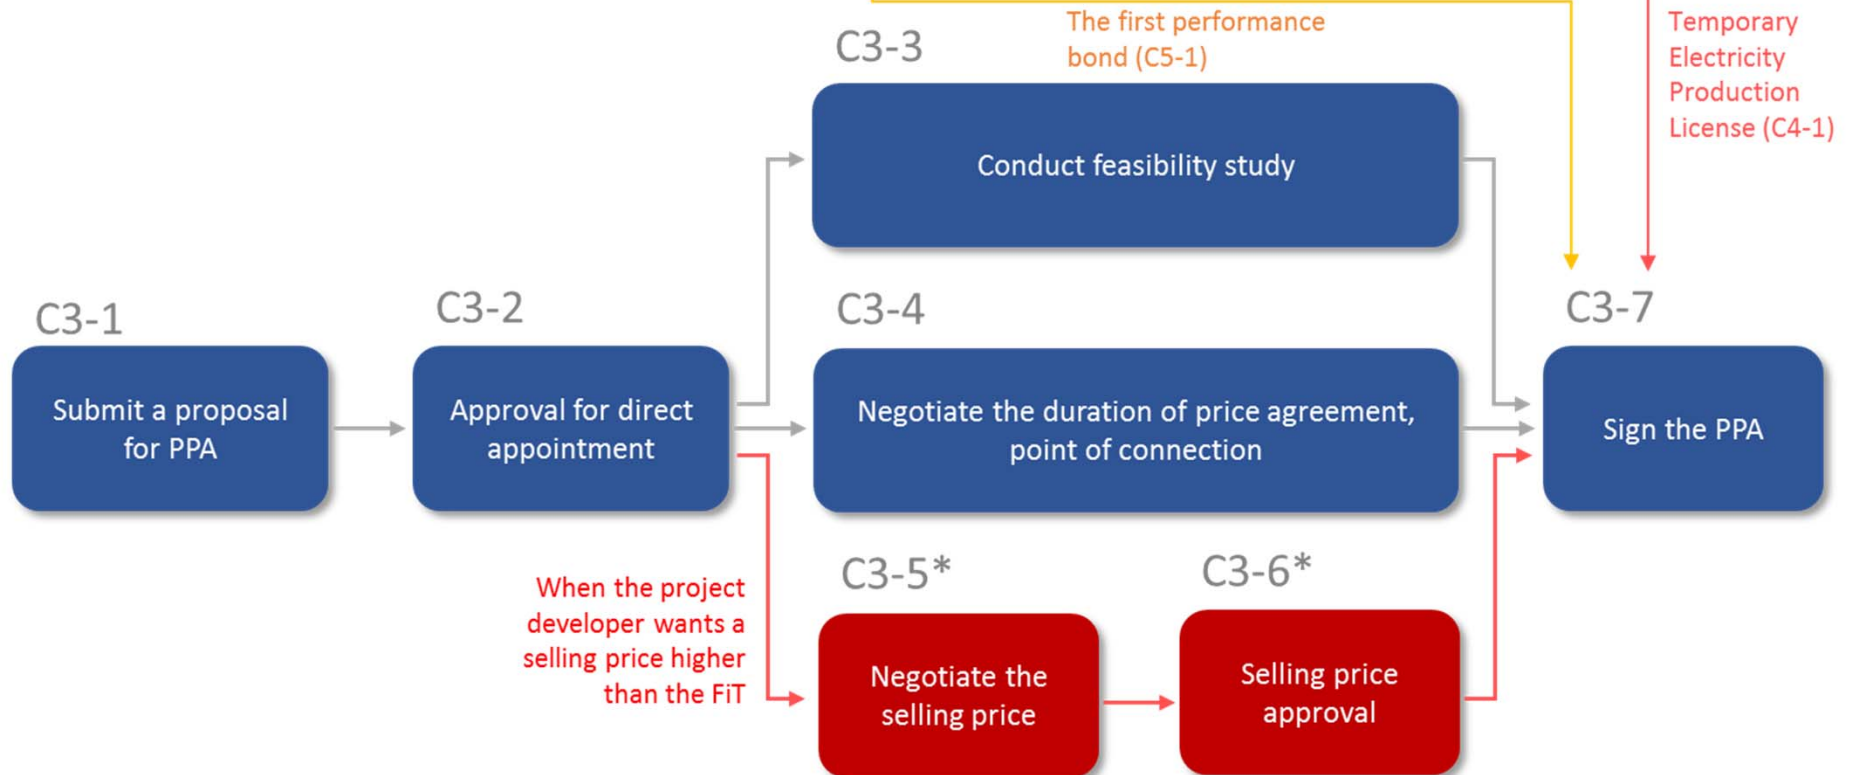 The first performance
bond (C5-1)
Temporary
Electricity
Production
License (C4-1)
C3-3
Conduct feasibility study
C3-1
Submit a proposal
for PPA
C3-2
Approval for direct
appointment
C3-4
Negotiate the duration of price agreement,
point of connection
C3-7
Sign the PPA
When the project
developer wants a
selling price higher
than the FiT
C3-5*
Negotiate the
selling price
C3-6*
Selling price
approval